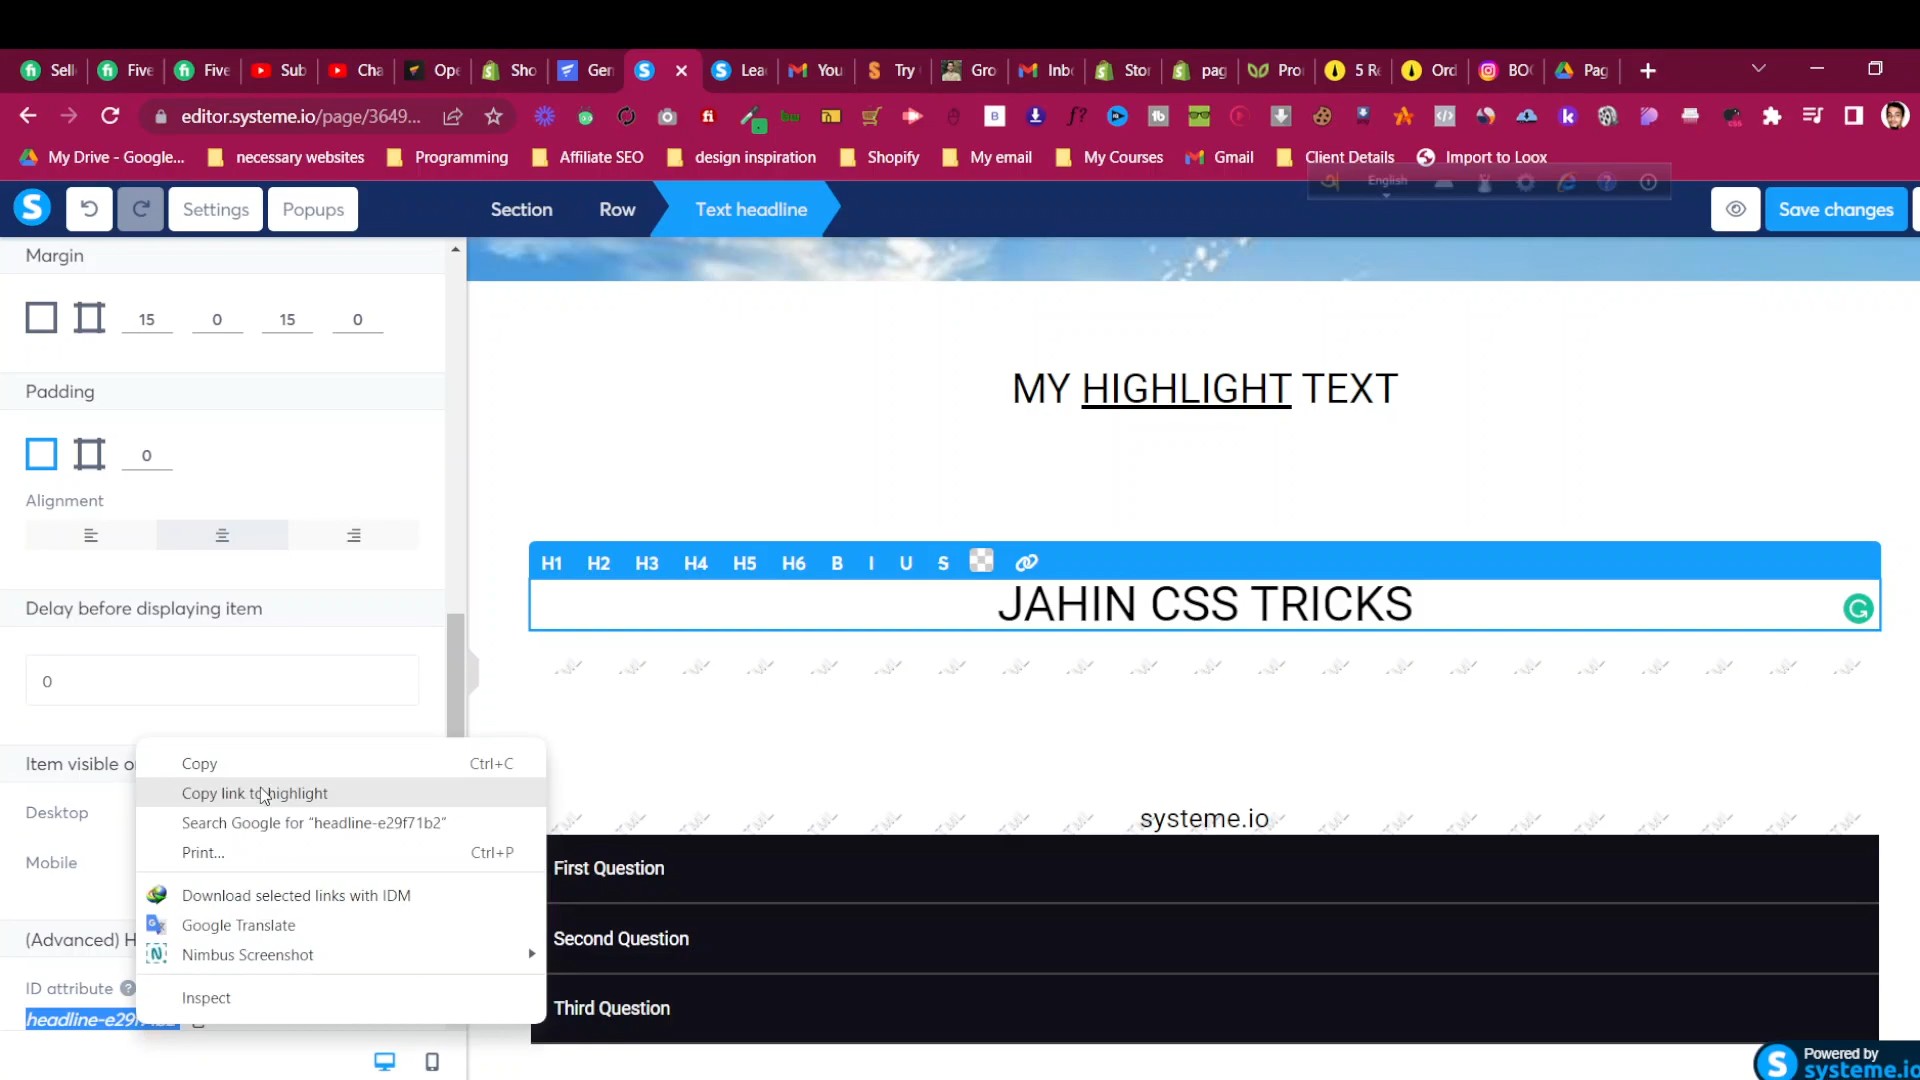 Sell
Five
Five
Sub
Cha
Ope
Sho
Gen
Lea
You
Try
Gro
Inb
Stor
pag
Pro
5 Re
Ord
BO
Pag
editor.systeme.io/page/3649...
My Drive - Google...
necessary websites
Programming
Affiliate SEO
design inspiration
Shopify
My email
My Courses
Gmail
Client Details
Import to Loox
English
Settings
Popups
Section
Row
Text headline
Save changes
Margin
15
0
15
0
Padding
0
Alignment
Delay before displaying item
0
Item visible o
Desktop
Mobile
(Advanced) H
ID attribute
headline-e29f71b2
Copy Ctrl+C
Copy link to highlight
Search Google for "headline-e29f71b2"
Print... Ctrl+P
Download selected links with IDM
Google Translate
Nimbus Screenshot
Inspect
MY HIGHLIGHT TEXT
H1 H2 H3 H4 H5 H6 B I U S
JAHIN CSS TRICKS
systeme.io
First Question
Second Question
Third Question
Powered by
systeme.io